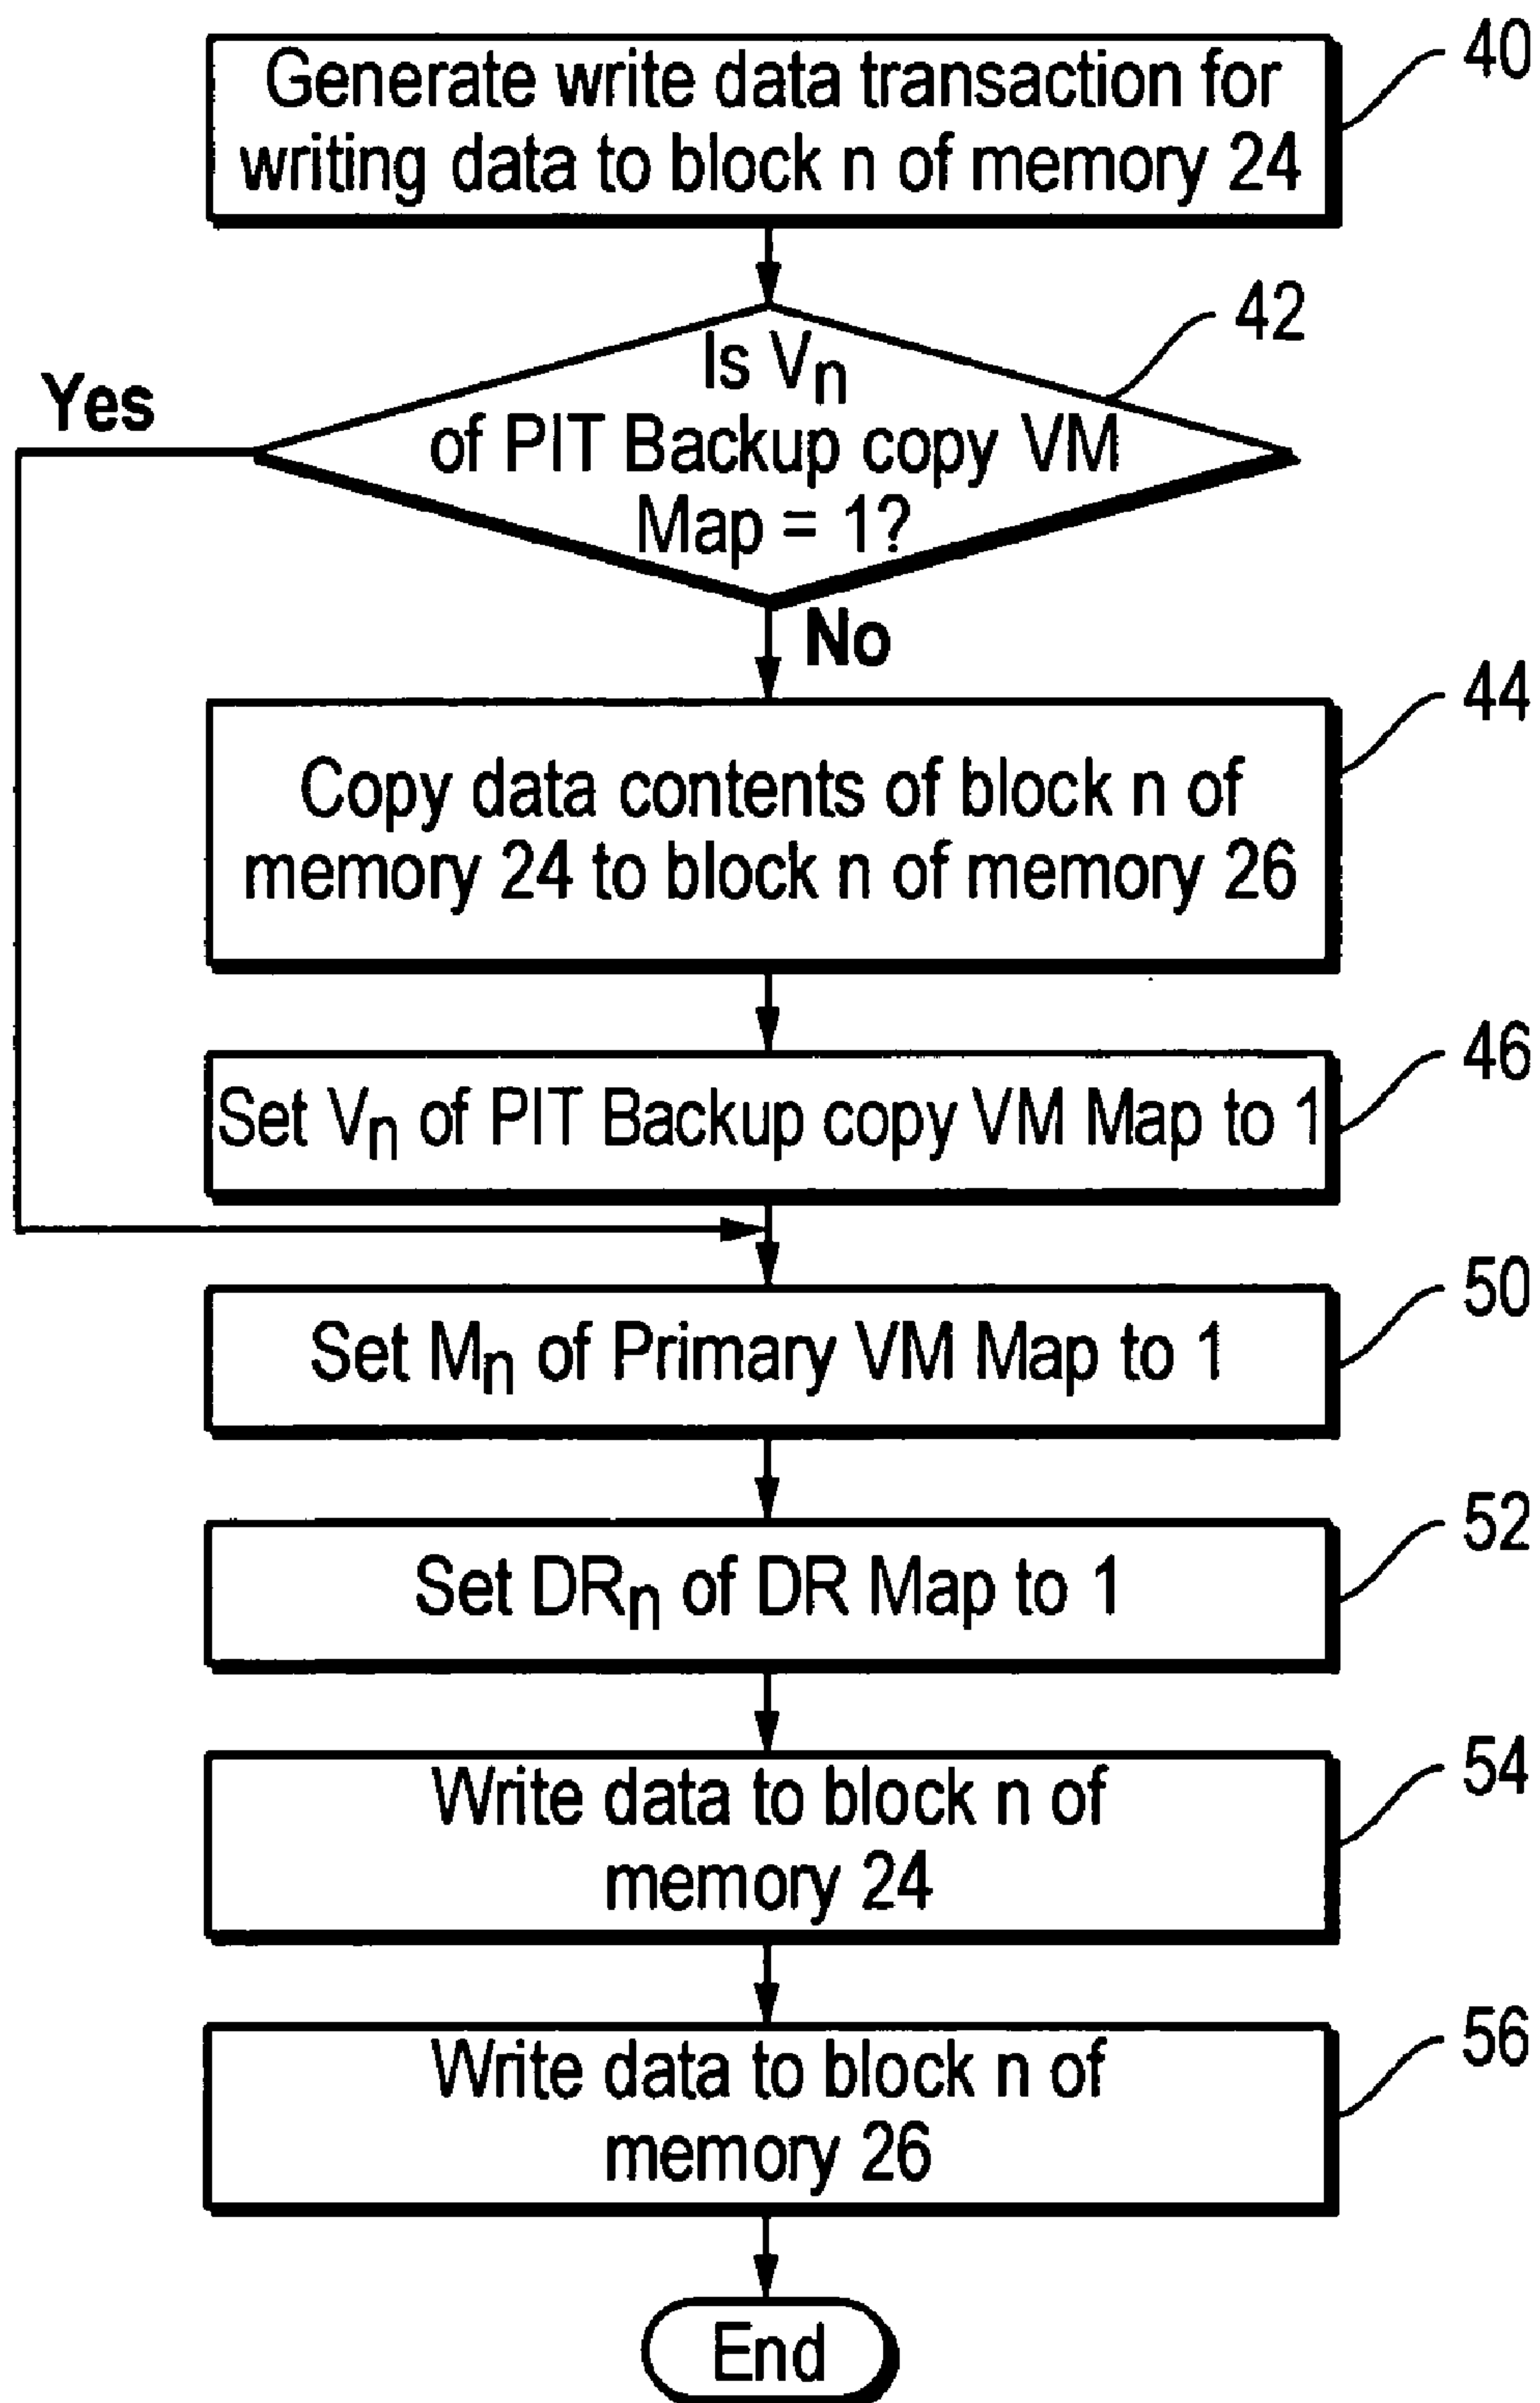 40
Generate write data transaction for
writing data to block n of memory 24
42
Is Vn
of PIT Backup copy VM
Map = 1?
Yes
No
44
Copy data contents of block n of
memory 24 to block n of memory 26
46
Set Vn of PIT Backup copy VM Map to 1
50
Set Mn of Primary VM Map to 1
52
Set DRn of DR Map to 1
54
Write data to block n of
memory 24
56
Write data to block n of
memory 26
End